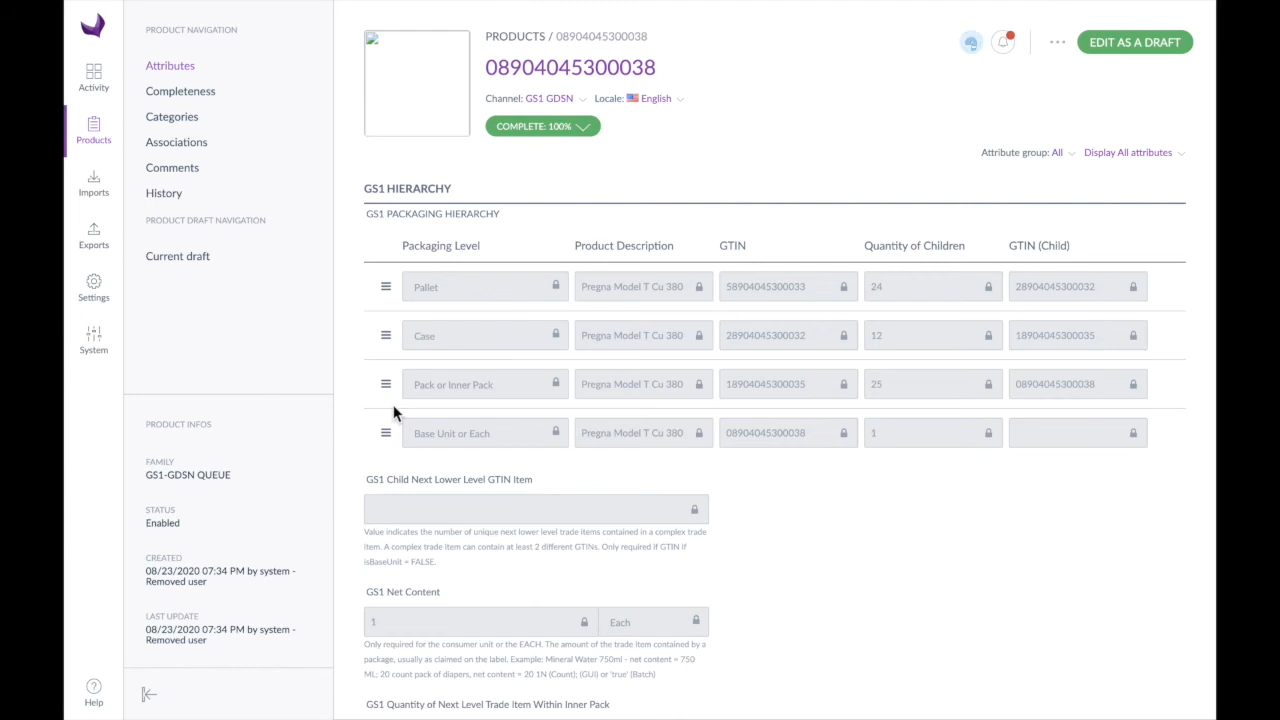 PRODUCT NAVIGATION
Attributes
Completeness
Categories
Associations
Comments
History
PRODUCT DRAFT NAVIGATION
Current draft
Activity
Products
Imports
Exports
Settings
System
Help
PRODUCT INFOS
FAMILY
GS1-GDSN QUEUE
STATUS
Enabled
CREATED
08/23/2020 07:34 PM by system -
Removed user
LAST UPDATE
08/23/2020 07:34 PM by system -
Removed user
PRODUCTS / 08904045300038
08904045300038
Channel: GS1 GDSN Locale: English
COMPLETE: 100%
EDIT AS A DRAFT
Attribute group: All Display All attributes
GS1 HIERARCHY
GS1 PACKAGING HIERARCHY
Packaging Level Product Description GTIN Quantity of Children GTIN (Child)
Pallet Pregna Model T Cu 380 58904045300033 24 28904045300032
Case Pregna Model T Cu 380 28904045300032 12 18904045300035
Pack or Inner Pack Pregna Model T Cu 380 18904045300035 25 08904045300038
Base Unit or Each Pregna Model T Cu 380 08904045300038 1
GS1 Child Next Lower Level GTIN Item
Value indicates the number of unique next lower level trade items contained in a complex trade
item. A complex trade item can contain at least 2 different GTINs. Only required if GTIN if
isBaseUnit = FALSE.
GS1 Net Content
1 Each
Only required for the consumer unit or the EACH. The amount of the trade item contained by a
package, usually as claimed on the label. Example: Mineral Water 750ml - net content = 750
ML; 20 count pack of diapers, net content = 20 1N (Count); (GUI) or 'true' (Batch)
GS1 Quantity of Next Level Trade Item Within Inner Pack